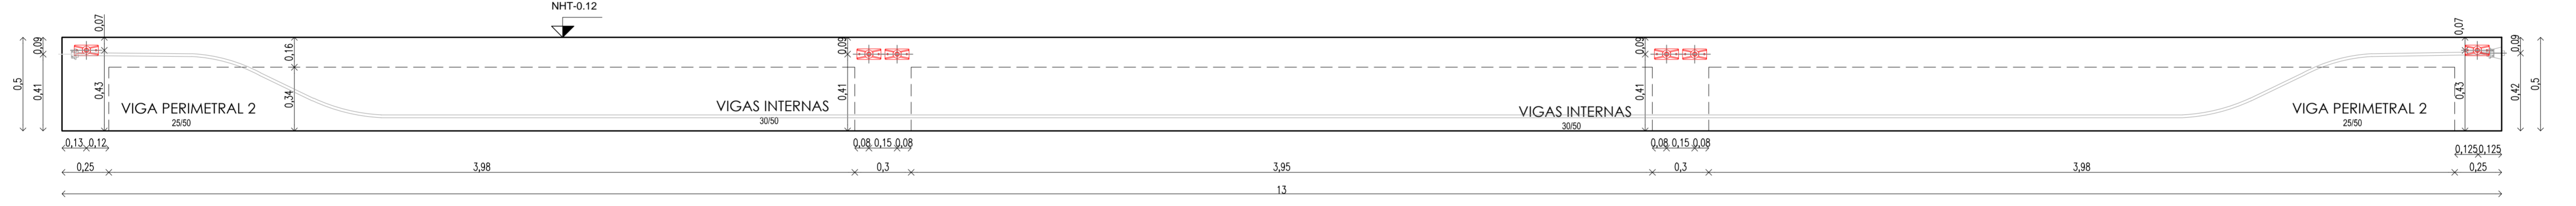 NHT-0.12
0,07
0,07
0,09
0,16
0,09
0,09
0,09
0,5
0,41
0,43
0,34
0,41
0,41
0,43
0,42
0,5
VIGA PERIMETRAL 2
25/50
VIGAS INTERNAS
30/50
VIGAS INTERNAS
30/50
VIGA PERIMETRAL 2
25/50
0,13 0,12
0,08 0,15 0,08
0,08 0,15 0,08
0,125 0,125
0,25 3,98 0,3 3,95 0,3 3,98 0,25
13